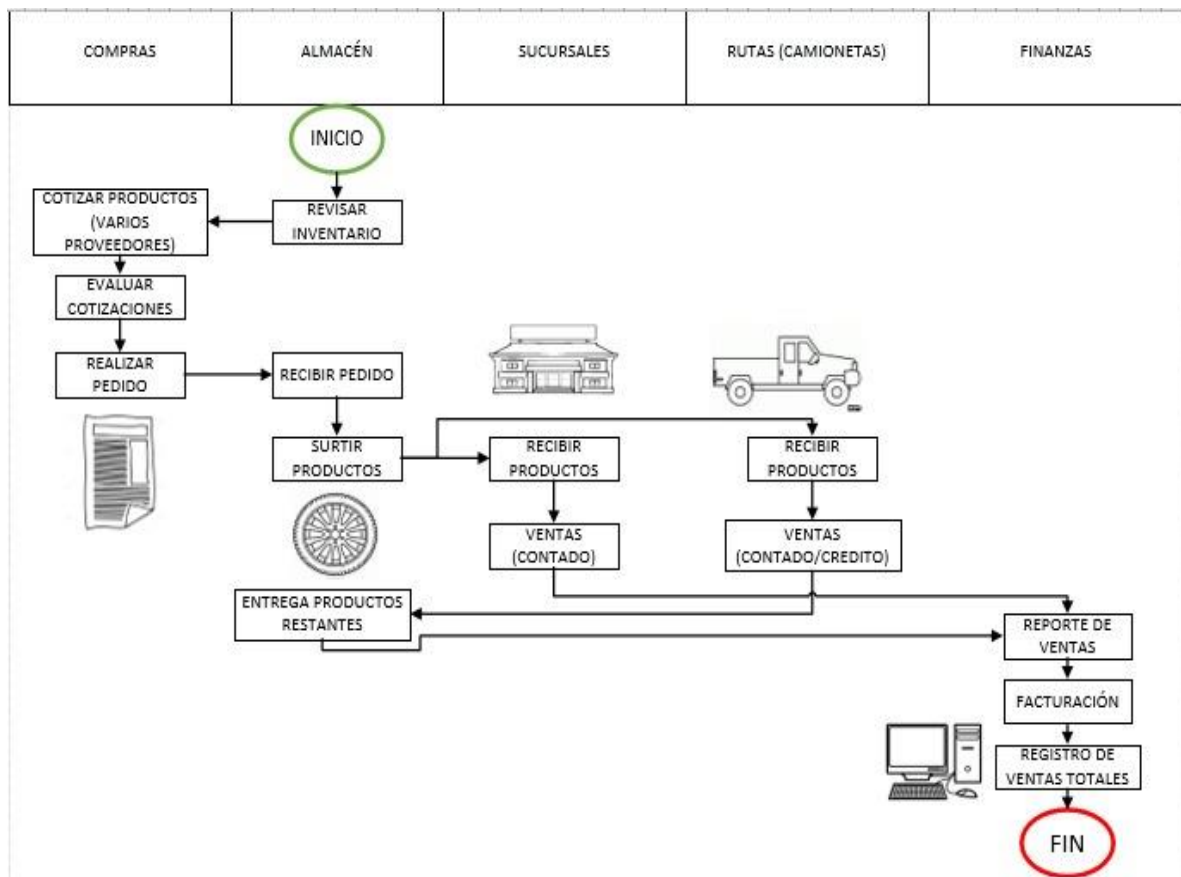 COMPRAS
ALMACÉN
SUCURSALES
RUTAS (CAMIONETAS)
FINANZAS
INICIO
COTIZAR PRODUCTOS
(VARIOS
PROVEEDORES)
REVISAR
INVENTARIO
EVALUAR
COTIZACIONES
REALIZAR
PEDIDO
RECIBIR PEDIDO
SURTIR
PRODUCTOS
RECIBIR
PRODUCTOS
RECIBIR
PRODUCTOS
VENTAS
(CONTADO)
VENTAS
(CONTADO/CREDITO)
ENTREGA PRODUCTOS
RESTANTES
REPORTE DE
VENTAS
FACTURACIÓN
REGISTRO DE
VENTAS TOTALES
FIN